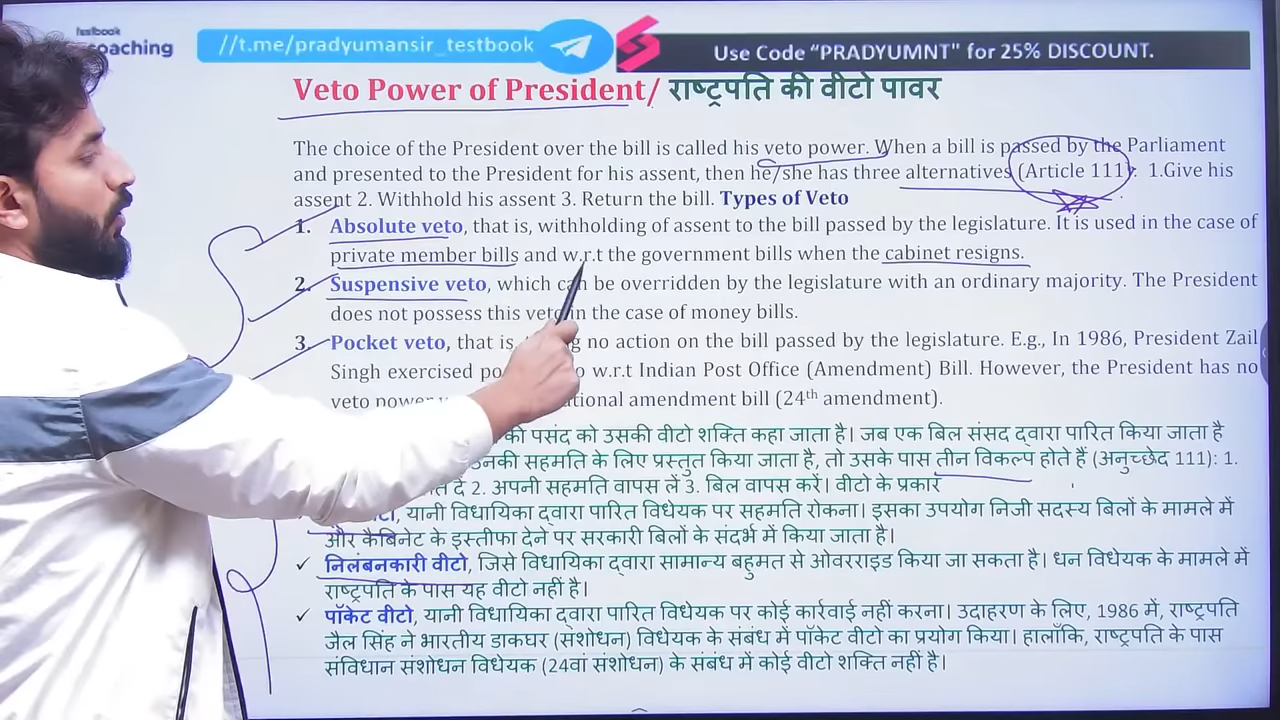 testbook
coaching
//t.me/pradyumansir_testbook
Use Code “PRADYUMNT" for 25% DISCOUNT.
Veto Power of President/ राष्ट्रपति की वीटो पावर
The choice of the President over the bill is called his veto power. When a bill is passed by the Parliament
and presented to the President for his assent, then he/she has three alternatives (Article 111): 1.Give his
assent 2. Withhold his assent 3. Return the bill. Types of Veto
1. Absolute veto, that is, withholding of assent to the bill passed by the legislature. It is used in the case of
private member bills and w.r.t the government bills when the cabinet resigns.
2. Suspensive veto, which can be overridden by the legislature with an ordinary majority. The President
does not possess this veto in the case of money bills.
3. Pocket veto, that is, no action on the bill passed by the legislature. E.g., In 1986, President Zail
Singh exercised w.r.t Indian Post Office (Amendment) Bill. However, the President has no
veto power amendment bill (24th amendment).
की पसंद को उसकी वीटो शक्ति कहा जाता है। जब एक बिल संसद द्वारा पारित किया जाता है
उनकी सहमति के लिए प्रस्तुत किया जाता है, तो उसके पास तीन विकल्प होते हैं (अनुच्छेद 111): 1.
दे 2. अपनी सहमति वापस लें 3. बिल वापस करें। वीटो के प्रकार
यानी विधायिका द्वारा पारित विधेयक पर सहमति रोकना। इसका उपयोग निजी सदस्य बिलों के मामले में
और कैबिनेट के इस्तीफा देने पर सरकारी बिलों के संदर्भ में किया जाता है।
✓ निलंबनकारी वीटो, जिसे विधायिका द्वारा सामान्य बहुमत से ओवरराइड किया जा सकता है। धन विधेयक के मामले में
राष्ट्रपति के पास यह वीटो नहीं है।
✓ पॉकेट वीटो, यानी विधायिका द्वारा पारित विधेयक पर कोई कार्रवाई नहीं करना। उदाहरण के लिए, 1986 में, राष्ट्रपति
जैल सिंह ने भारतीय डाकघर (संशोधन) विधेयक के संबंध में पॉकेट वीटो का प्रयोग किया। हालाँकि, राष्ट्रपति के पास
संविधान संशोधन विधेयक (24वां संशोधन) के संबंध में कोई वीटो शक्ति नहीं है।